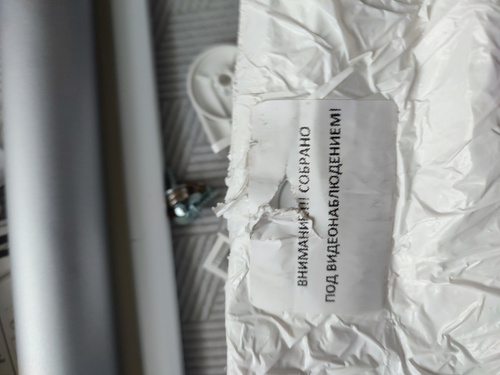 ВНИМАНИЕ!!! СОБРАНО
ПОД ВИДЕОНАБЛЮДЕНИЕМ!